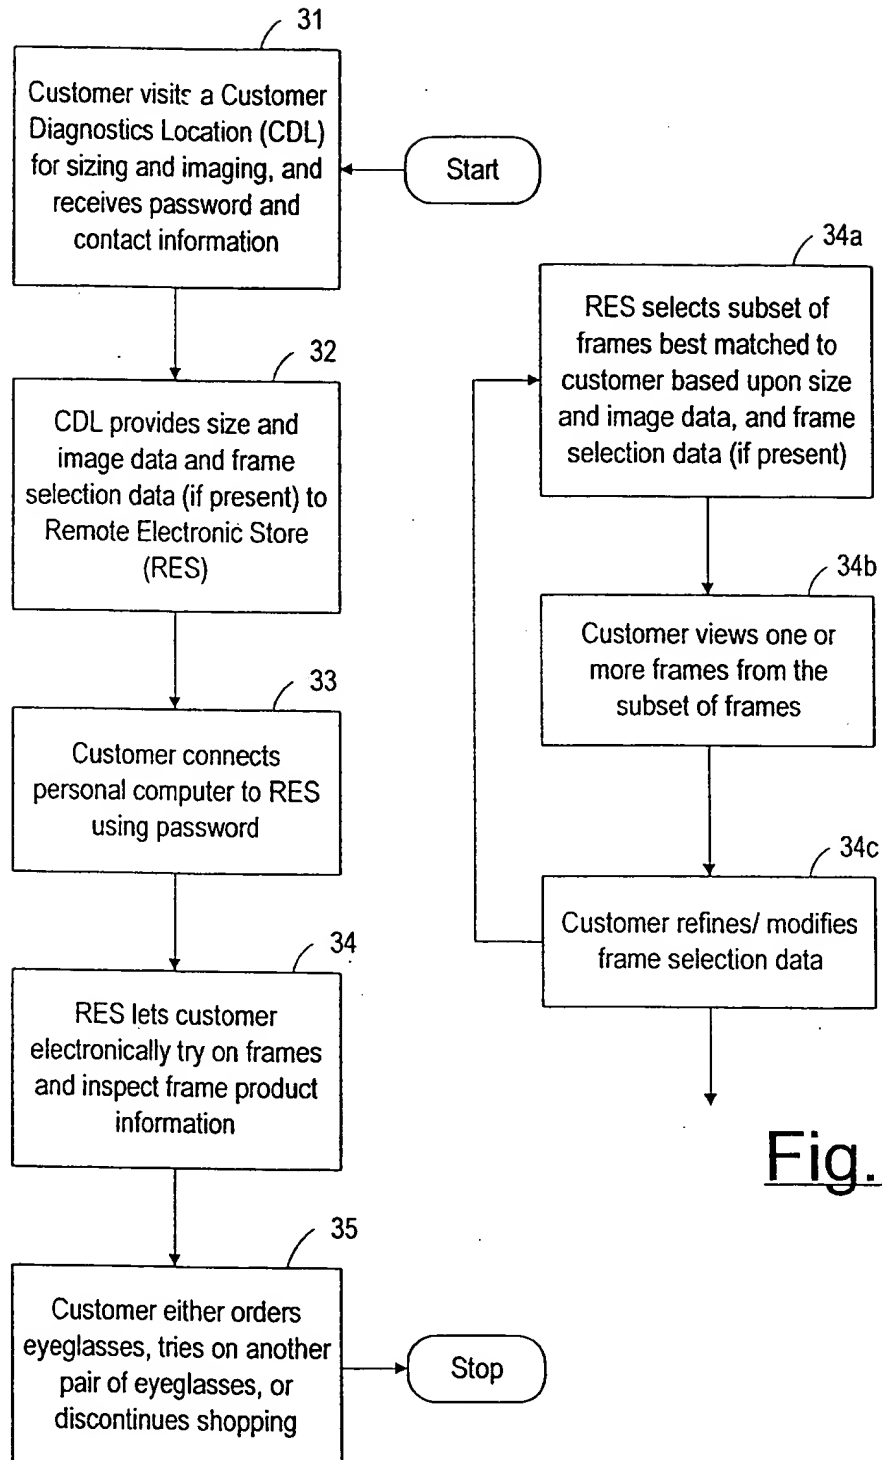 31
Customer visits a Customer
Diagnostics Location (CDL)
for sizing and imaging, and
receives password and
contact information
Start
32
CDL provides size and
image data and frame
selection data (if present) to
Remote Electronic Store
(RES)
33
Customer connects
personal computer to RES
using password
34
RES lets customer
electronically try on frames
and inspect frame product
information
35
Customer either orders
eyeglasses, tries on another
pair of eyeglasses, or
discontinues shopping
Stop
34a
RES selects subset of
frames best matched to
customer based upon size
and image data, and frame
selection data (if present)
34b
Customer views one or
more frames from the
subset of frames
34c
Customer refines/ modifies
frame selection data
Fig.